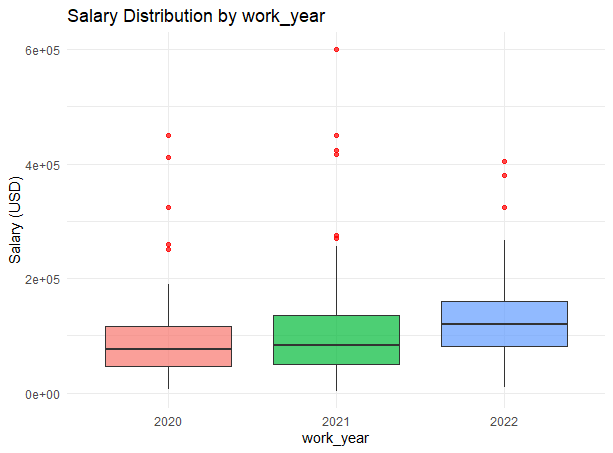 Salary Distribution by work_year
6e+05
4e+05
2e+05
0e+00
Salary (USD)
2020 2021 2022
work_year